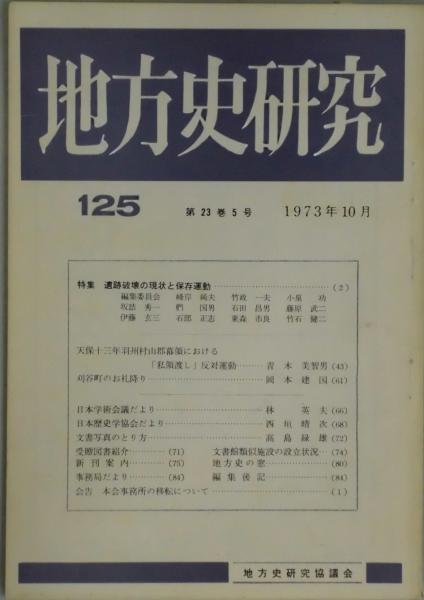 地方史研究
125 第23巻5号 1973年10月
特集 遺跡破壊の現状と保存運動…………(2)
編集委員会 峰岸純夫 竹政一夫 小泉功
坂詰秀一 椚国男 石田昌男 藤原武二
伊藤玄三 石部正志 東森市良 竹石健二
天保十三年羽州村山郡幕領における
「私領渡し」反対運動……青木美智男(43)
刈谷町のお札降り……………岡本建国(61)
日本学術会議だより……………林英夫(66)
日本歴史学協会だより…………西垣晴次(68)
文書写真のとり方……………高島緑雄(72)
受贈図書紹介………(71) 文書館類似施設の設立状況…(74)
新刊案内………(75) 地方史の窓…………(80)
事務局だより………(84) 編集後記…………(84)
会告 本会事務所の移転について……………(1)
地方史研究協議会